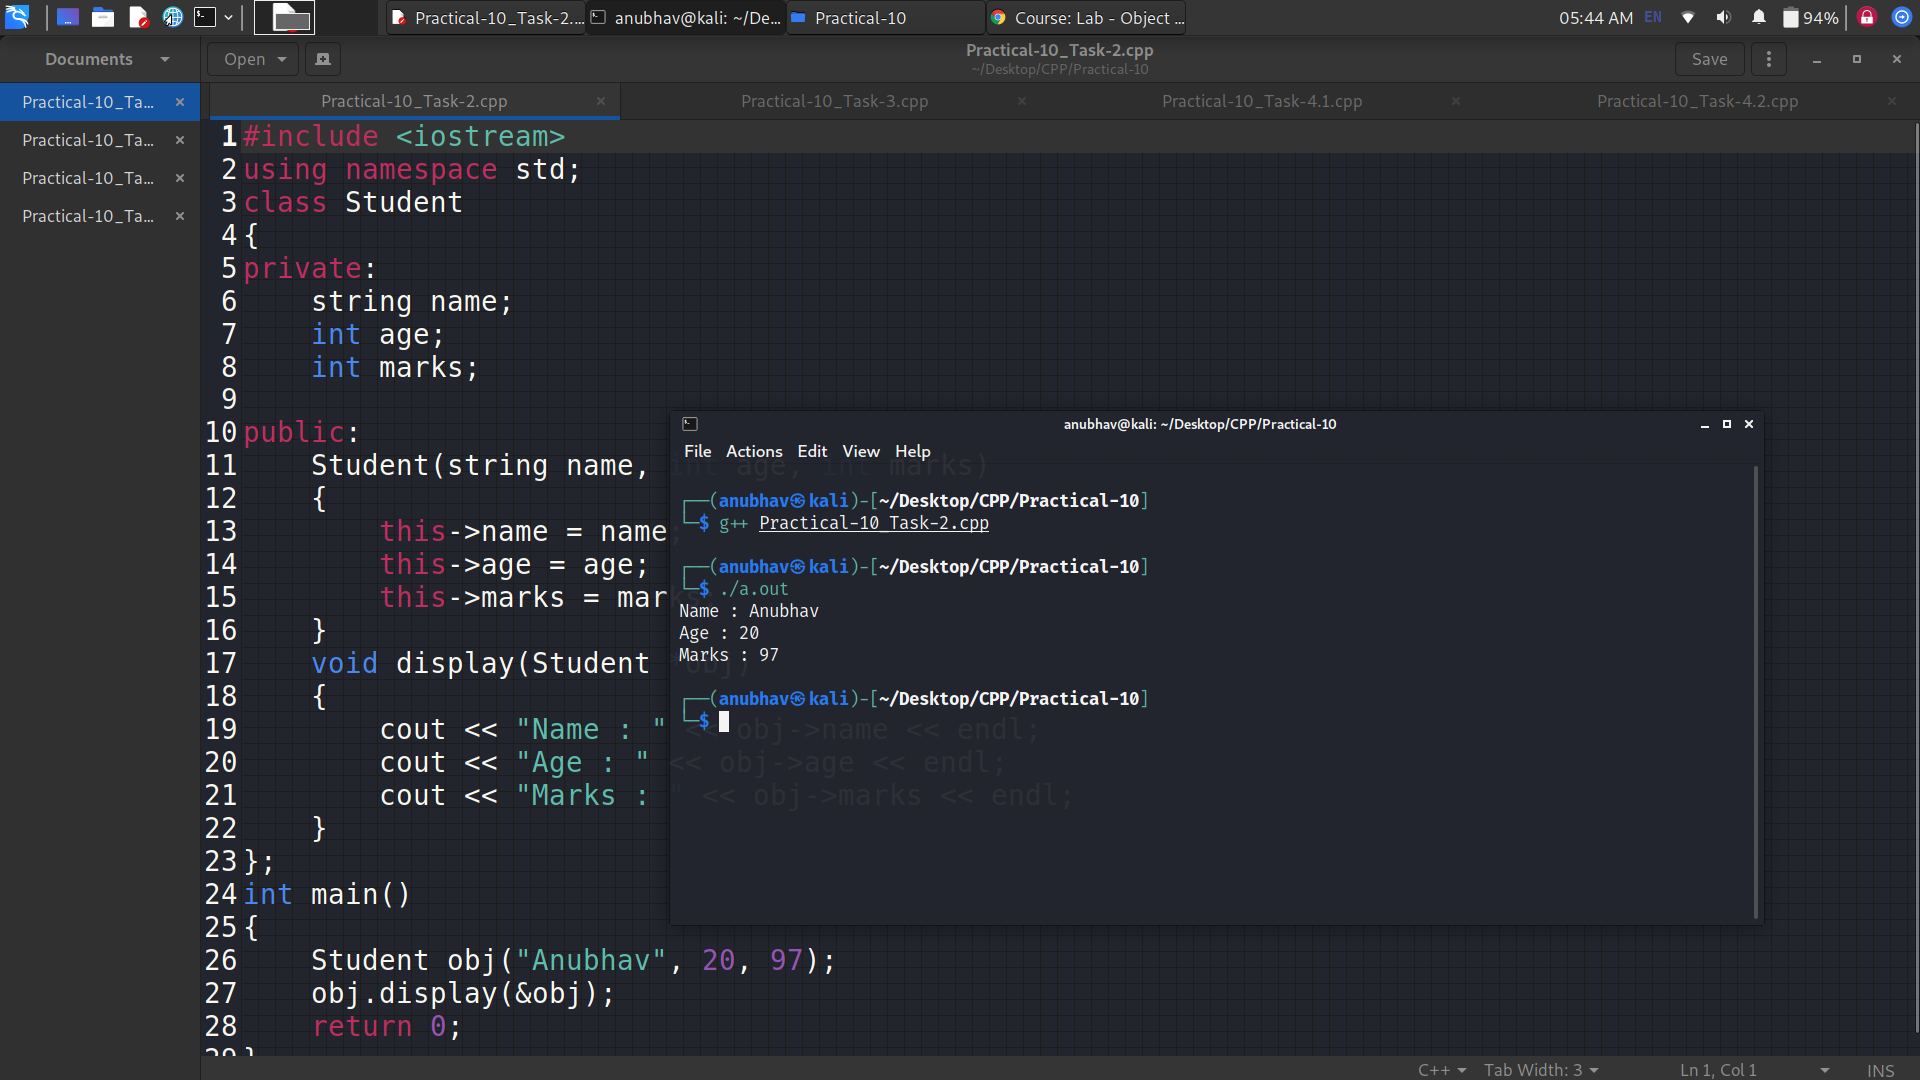 Practical-10_Task-2....
anubhav@kali: ~/De...
Practical-10
Course: Lab - Object ...
05:44 AM
EN
94%
Documents
Open
Practical-10_Task-2.cpp
~/Desktop/CPP/Practical-10
Save
Practical-10_Ta...
Practical-10_Ta...
Practical-10_Ta...
Practical-10_Ta...
Practical-10_Task-2.cpp
Practical-10_Task-3.cpp
Practical-10_Task-4.1.cpp
Practical-10_Task-4.2.cpp
1 #include <iostream>
2 using namespace std;
3 class Student
4 {
5 private:
6     string name;
7     int age;
8     int marks;
9
10 public:
11     Student(string name, int age, int marks)
12     {
13         this->name = name;
14         this->age = age;
15         this->marks = marks
16     }
17     void display(Student *obj)
18     {
19         cout << "Name : " << obj->name << endl;
20         cout << "Age : " << obj->age << endl;
21         cout << "Marks : " << obj->marks << endl;
22     }
23 };
24 int main()
25 {
26     Student obj("Anubhav", 20, 97);
27     obj.display(&obj);
28     return 0;
29 }
anubhav@kali: ~/Desktop/CPP/Practical-10
File Actions Edit View Help
┌──(anubhav㉿kali)-[~/Desktop/CPP/Practical-10]
└─$ g++ Practical-10_Task-2.cpp
┌──(anubhav㉿kali)-[~/Desktop/CPP/Practical-10]
└─$ ./a.out
Name : Anubhav
Age : 20
Marks : 97
┌──(anubhav㉿kali)-[~/Desktop/CPP/Practical-10]
└─$
C++
Tab Width: 3
Ln 1, Col 1
INS